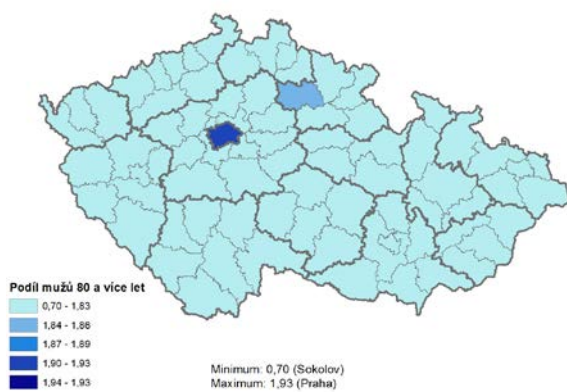 Podíl mužů 80 a více let
0,70 - 1,83
1,84 - 1,86
1,87 - 1,89
1,90 - 1,93
1,94 - 1,93
Minimum: 0,70 (Sokolov)
Maximum: 1,93 (Praha)